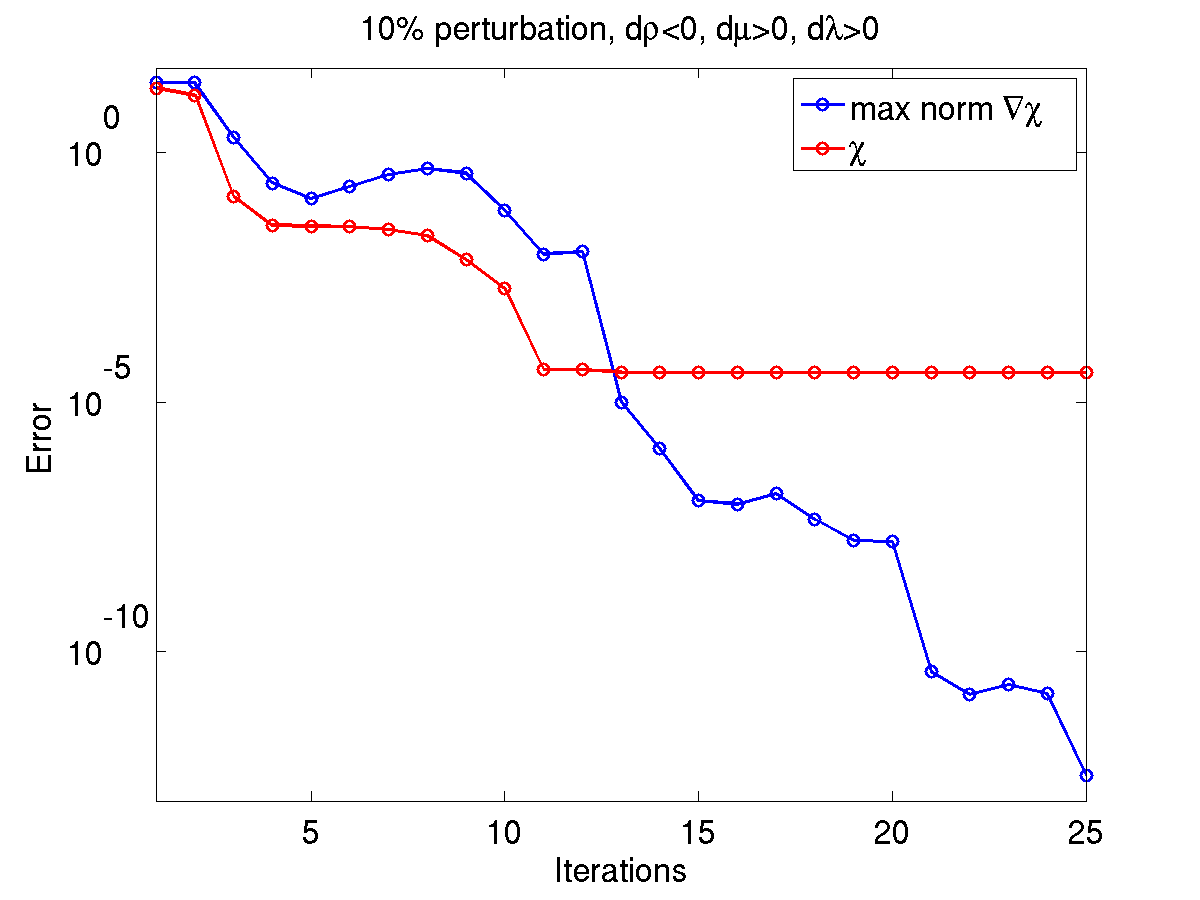 10% perturbation, dρ<0, dμ>0, dλ>0
max norm ∇χ
χ
10^0
10^-5
10^-10
Error
5 10 15 20 25
Iterations